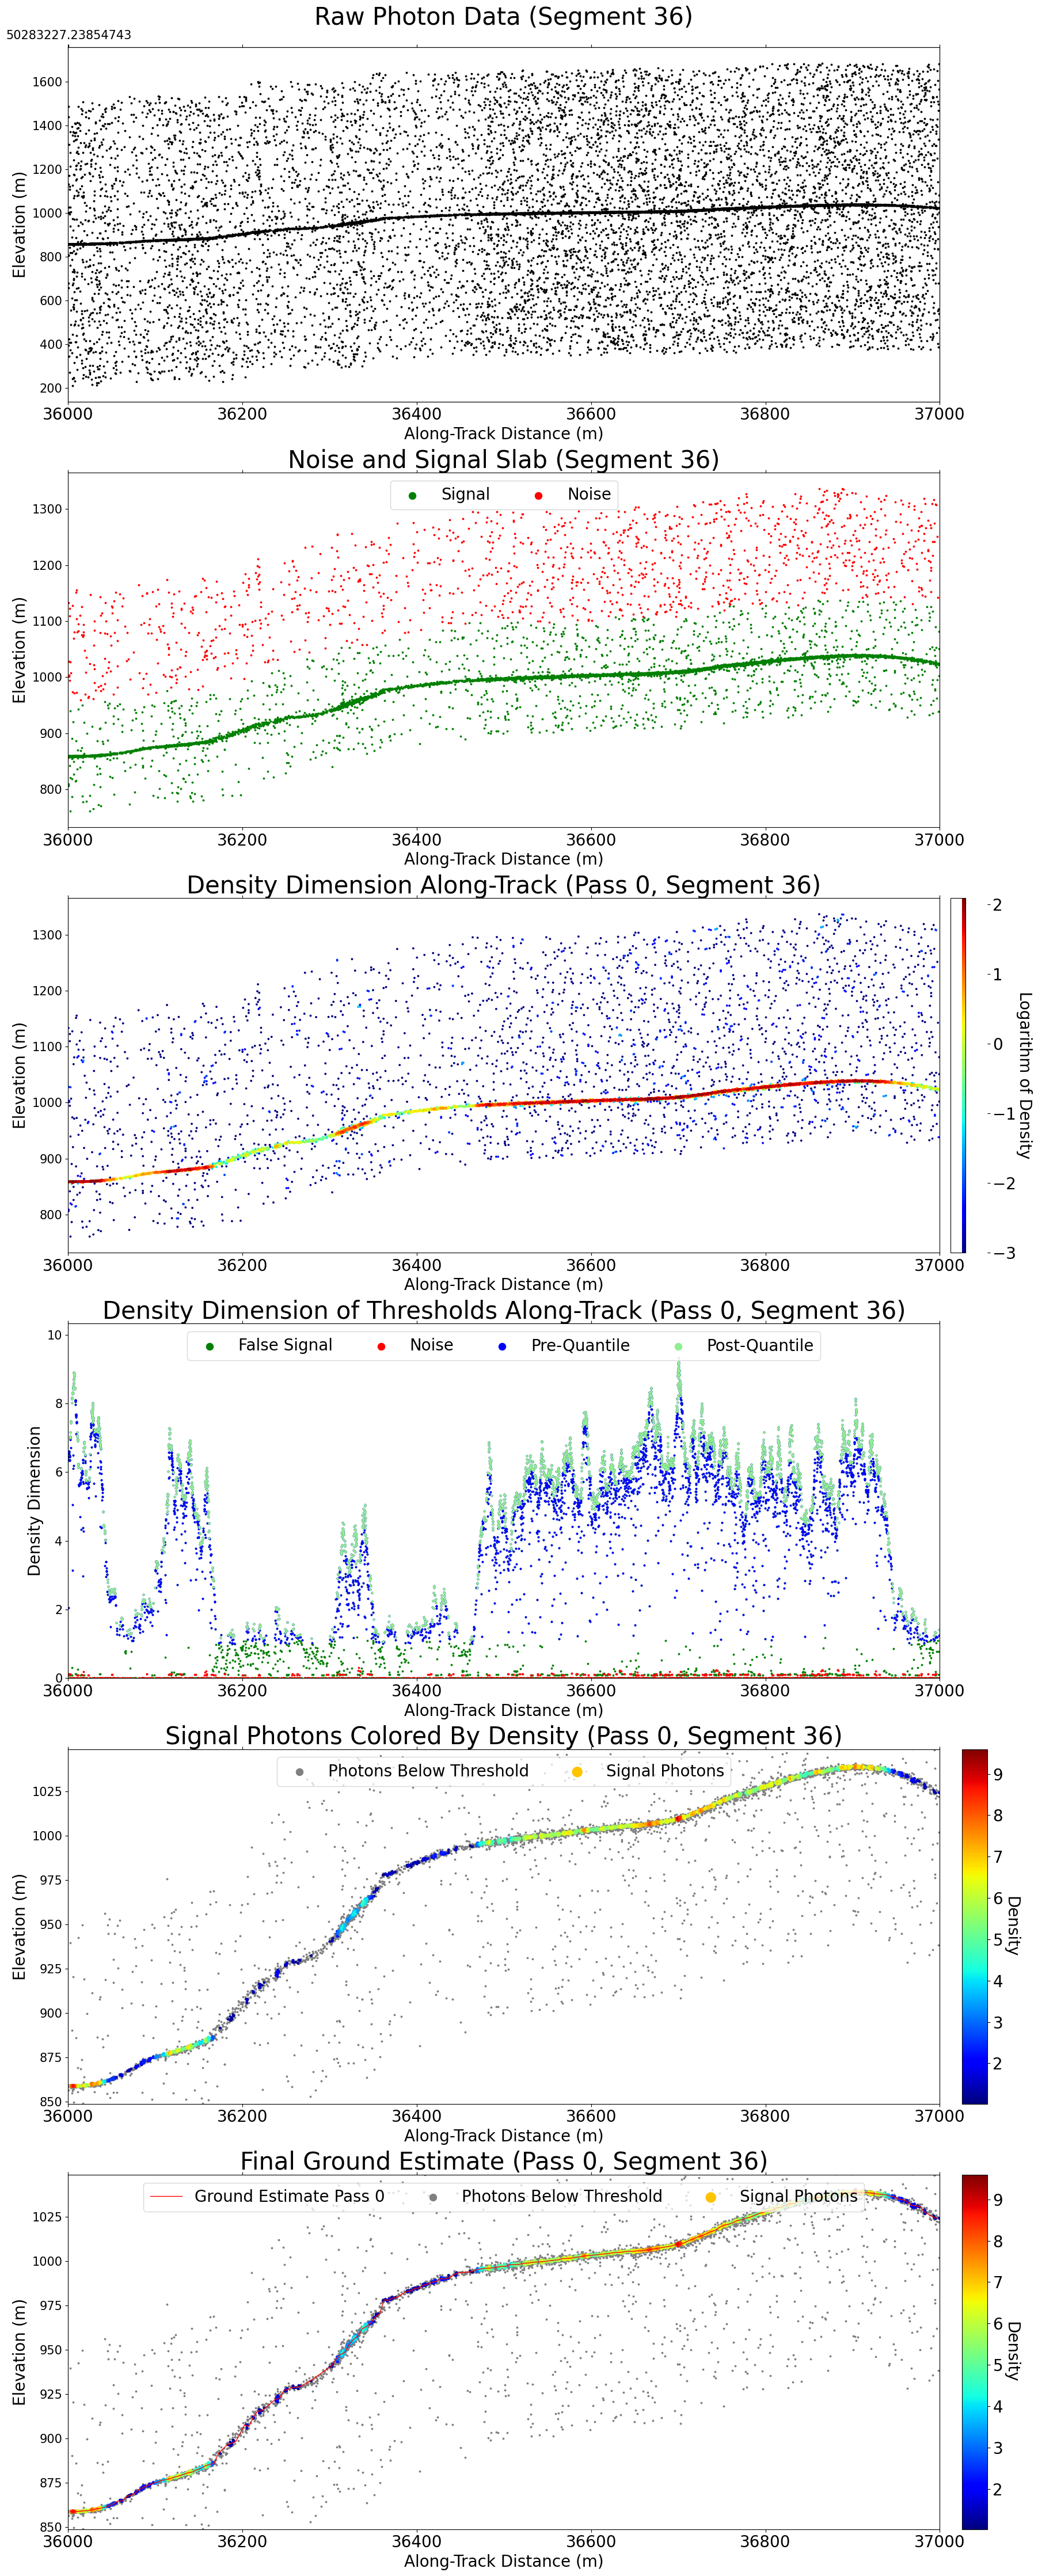 Raw Photon Data (Segment 36)
50283227.23854743
1600
1400
1200
1000
800
600
400
200
Elevation (m)
36000 36200 36400 36600 36800 37000
Along-Track Distance (m)
Noise and Signal Slab (Segment 36)
Signal Noise
1300
1200
1100
1000
900
800
Elevation (m)
36000 36200 36400 36600 36800 37000
Along-Track Distance (m)
Density Dimension Along-Track (Pass 0, Segment 36)
1300
1200
1100
1000
900
800
Elevation (m)
36000 36200 36400 36600 36800 37000
Along-Track Distance (m)
2
1
0
−1
−2
−3
Logarithm of Density
Density Dimension of Thresholds Along-Track (Pass 0, Segment 36)
False Signal Noise Pre-Quantile Post-Quantile
10
8
6
4
2
0
Density Dimension
36000 36200 36400 36600 36800 37000
Along-Track Distance (m)
Signal Photons Colored By Density (Pass 0, Segment 36)
Photons Below Threshold Signal Photons
1025
1000
975
950
925
900
875
850
Elevation (m)
36000 36200 36400 36600 36800 37000
Along-Track Distance (m)
9
8
7
6
5
4
3
2
Density
Final Ground Estimate (Pass 0, Segment 36)
Ground Estimate Pass 0 Photons Below Threshold Signal Photons
1025
1000
975
950
925
900
875
850
Elevation (m)
36000 36200 36400 36600 36800 37000
Along-Track Distance (m)
9
8
7
6
5
4
3
2
Density